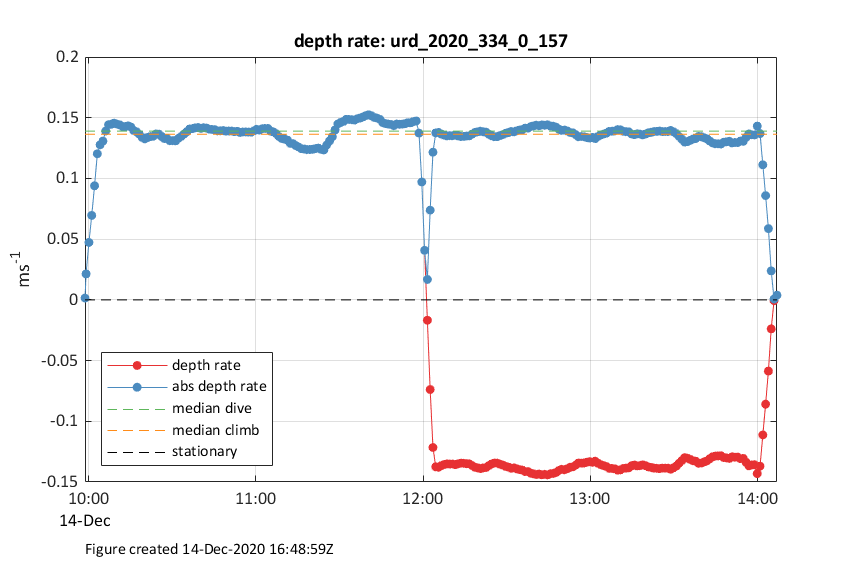 depth rate: urd_2020_334_0_157
0.2
0.15
0.1
0.05
0
-0.05
-0.1
-0.15
ms-1
depth rate
abs depth rate
median dive
median climb
stationary
10:00 11:00 12:00 13:00 14:00
14-Dec
Figure created 14-Dec-2020 16:48:59Z